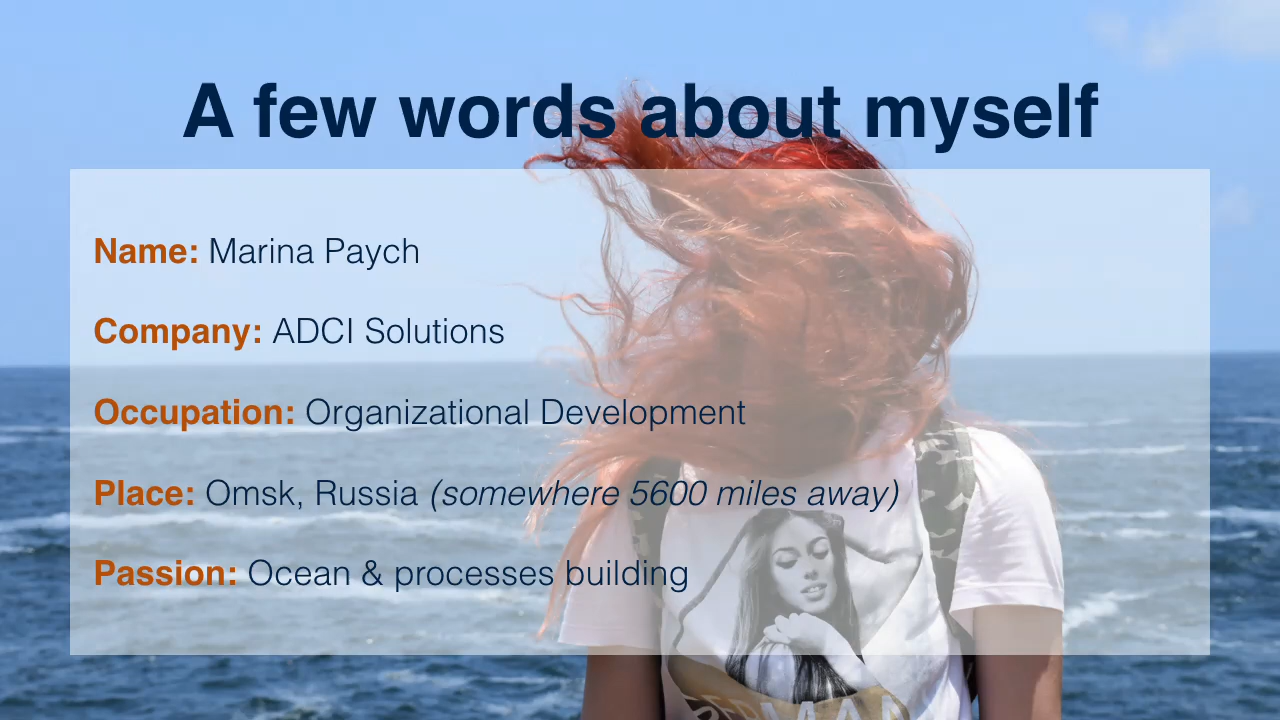 A few words about myself
Name: Marina Paych
Company: ADCI Solutions
Occupation: Organizational Development
Place: Omsk, Russia (somewhere 5600 miles away)
Passion: Ocean & processes building